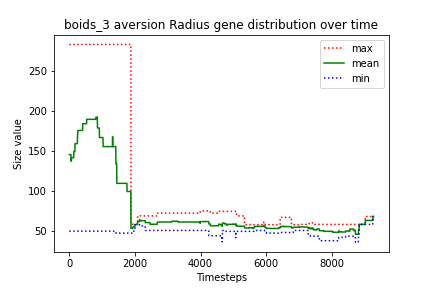 boids_3 aversion Radius gene distribution over time
max
mean
min
Size value
250
200
150
100
50
0
2000
4000
6000
8000
Timesteps